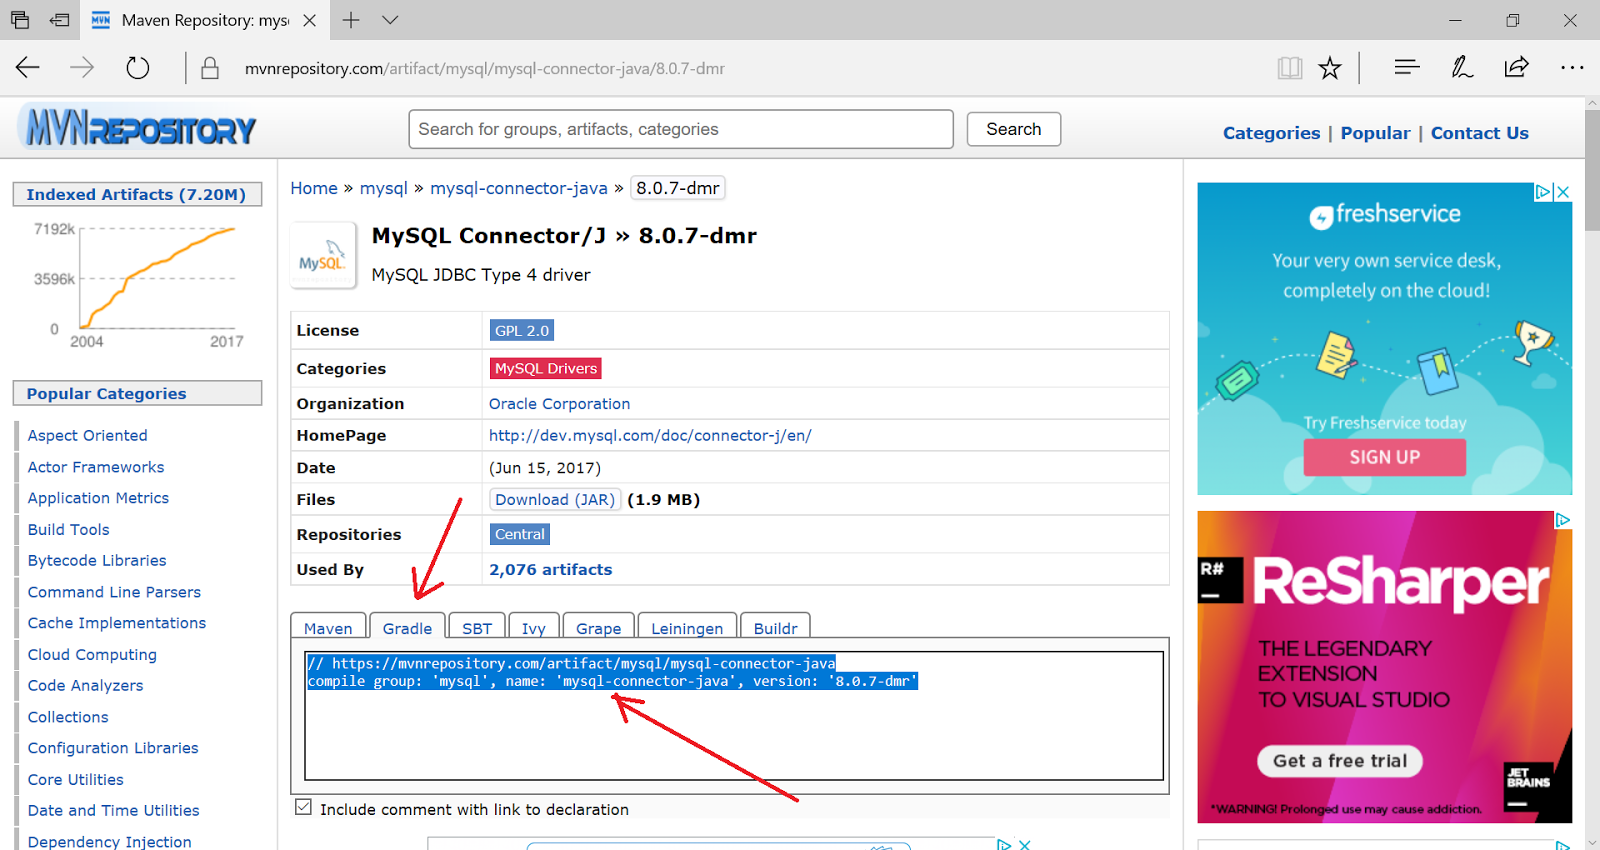 Maven Repository: mys
mvnrepository.com/artifact/mysql/mysql-connector-java/8.0.7-dmr
MVNREPOSITORY
Search for groups, artifacts, categories
Search
Categories | Popular | Contact Us
Indexed Artifacts (7.20M)
7192k
3596k
0
2004
2017
Popular Categories
Aspect Oriented
Actor Frameworks
Application Metrics
Build Tools
Bytecode Libraries
Command Line Parsers
Cache Implementations
Cloud Computing
Code Analyzers
Collections
Configuration Libraries
Core Utilities
Date and Time Utilities
Dependency Injection
Home » mysql » mysql-connector-java » 8.0.7-dmr
MySQL
MySQL Connector/J » 8.0.7-dmr
MySQL JDBC Type 4 driver
License GPL 2.0
Categories MySQL Drivers
Organization Oracle Corporation
HomePage http://dev.mysql.com/doc/connector-j/en/
Date (Jun 15, 2017)
Files Download (JAR) (1.9 MB)
Repositories Central
Used By 2,076 artifacts
Maven Gradle SBT Ivy Grape Leiningen Buildr
// https://mvnrepository.com/artifact/mysql/mysql-connector-java
compile group: 'mysql', name: 'mysql-connector-java', version: '8.0.7-dmr'
Include comment with link to declaration
freshservice
Your very own service desk,
completely on the cloud!
Try Freshservice today
SIGN UP
R#
ReSharper
THE LEGENDARY
EXTENSION
TO VISUAL STUDIO
Get a free trial
JET
BRAINS
*WARNING! Prolonged use may cause addiction.